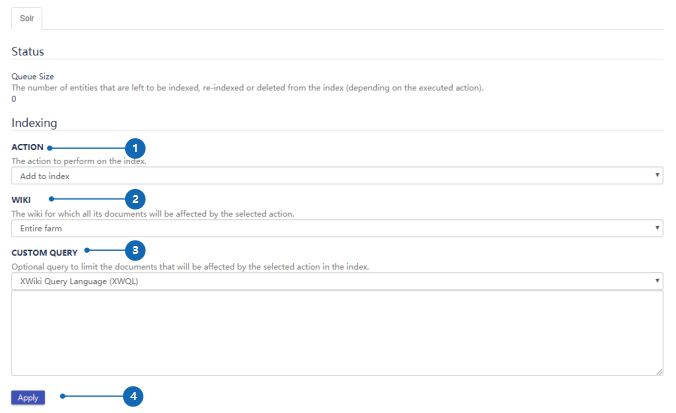 Solr
Status
Queue Size
The number of entities that are left to be indexed, re-indexed or deleted from the index (depending on the executed action).
0
Indexing
ACTION 1
The action to perform on the index.
Add to index
WIKI 2
The wiki for which all its documents will be affected by the selected action.
Entire farm
CUSTOM QUERY 3
Optional query to limit the documents that will be affected by the selected action in the index.
XWiki Query Language (XWQL)
Apply 4